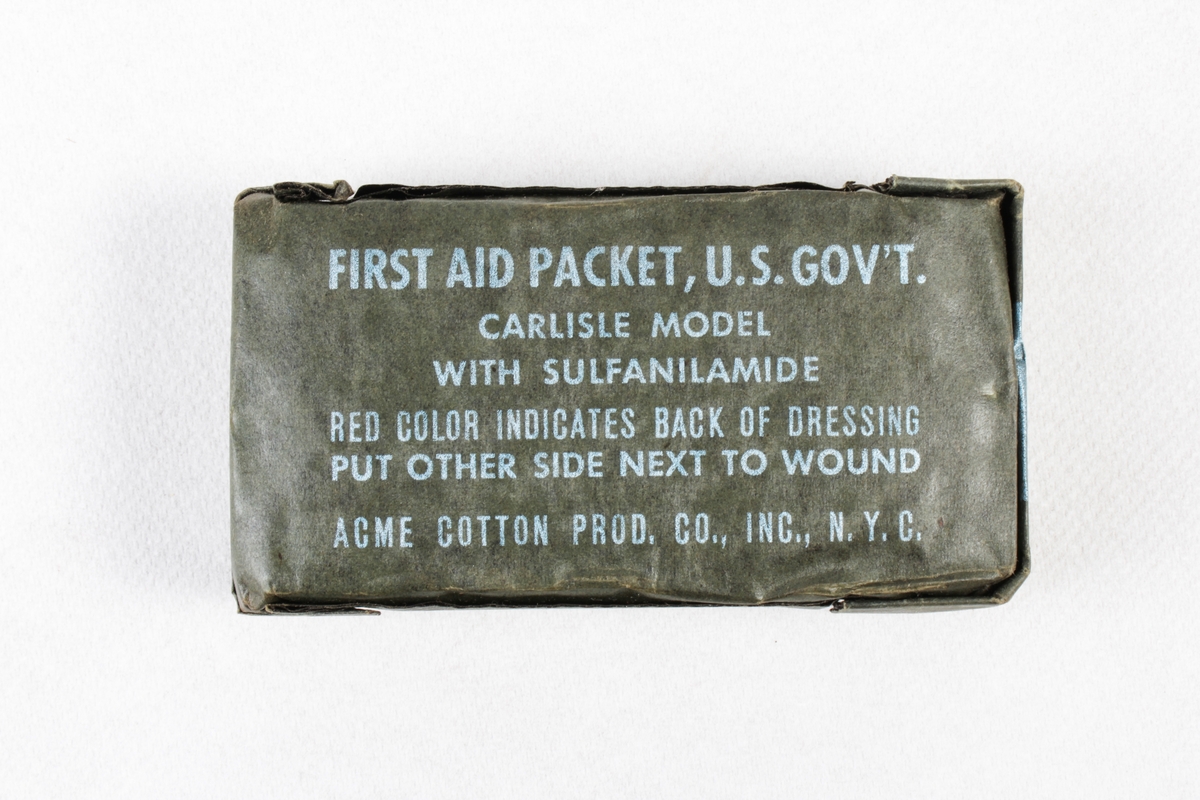 FIRST AID PACKET, U.S. GOV'T.
CARLISLE MODEL
WITH SULFANILAMIDE
RED COLOR INDICATES BACK OF DRESSING
PUT OTHER SIDE NEXT TO WOUND
ACME COTTON PROD. CO., INC., N.Y.C.